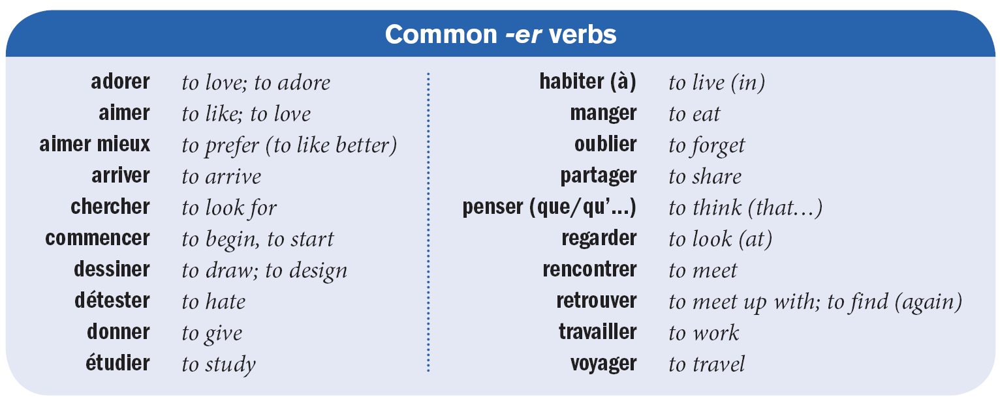 Common -er verbs
adorer to love; to adore
aimer to like; to love
aimer mieux to prefer (to like better)
arriver to arrive
chercher to look for
commencer to begin, to start
dessiner to draw; to design
détester to hate
donner to give
étudier to study
habiter (à) to live (in)
manger to eat
oublier to forget
partager to share
penser (que/qu’...) to think (that...)
regarder to look (at)
rencontrer to meet
retrouver to meet up with; to find (again)
travailler to work
voyager to travel